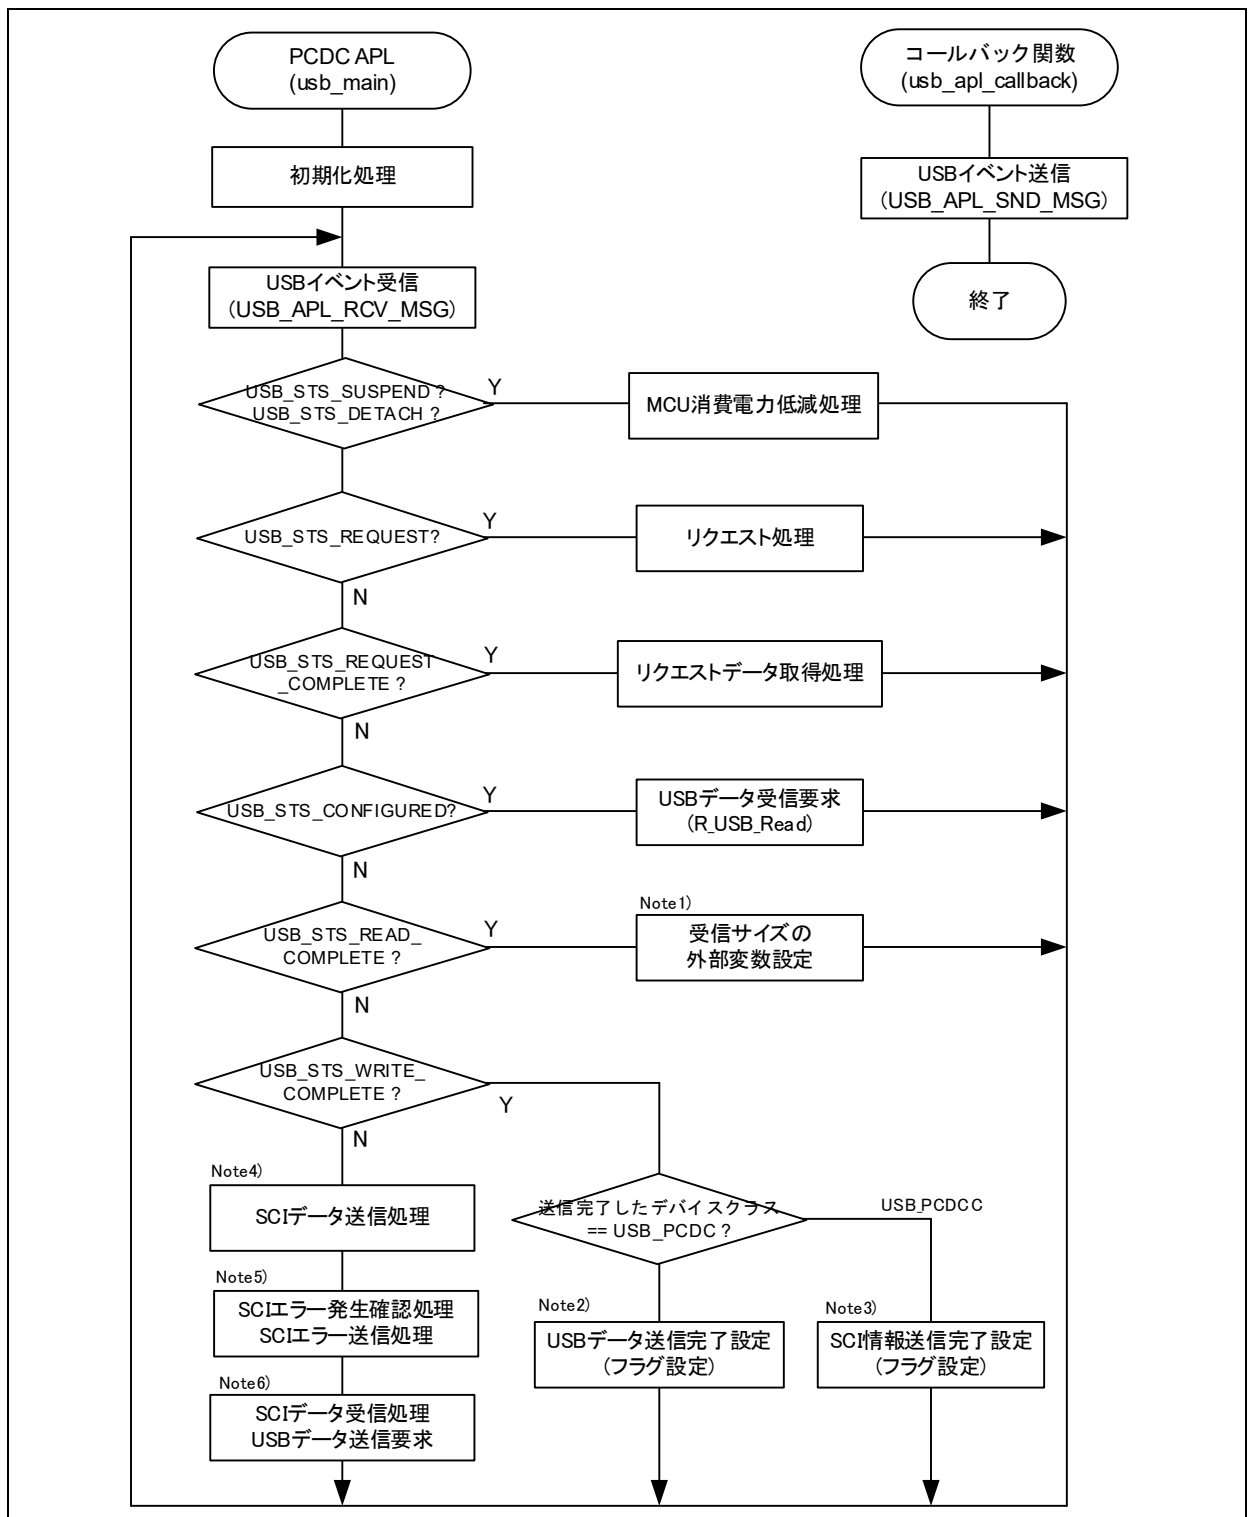 PCDC APL
(usb_main)
初期化処理
USBイベント受信
(USB_APL_RCV_MSG)
コールバック関数
(usb_apl_callback)
USBイベント送信
(USB_APL_SND_MSG)
終了
USB_STS_SUSPEND ?
USB_STS_DETACH ?
Y
MCU消費電力低減処理
USB_STS_REQUEST?
Y
リクエスト処理
N
USB_STS_REQUEST
_COMPLETE ?
Y
リクエストデータ取得処理
N
USB_STS_CONFIGURED?
Y
USBデータ受信要求
(R_USB_Read)
N
USB_STS_READ_
COMPLETE ?
Y
Note1)
受信サイズの
外部変数設定
N
USB_STS_WRITE_
COMPLETE ?
Y
N
Note4)
SCIデータ送信処理
送信完了したデバイスクラス
== USB_PCDC ?
USB_PCDCC
Note5)
SCIエラー発生確認処理
SCIエラー送信処理
Note2)
USBデータ送信完了設定
(フラグ設定)
Note3)
SCI情報送信完了設定
(フラグ設定)
Note6)
SCIデータ受信処理
USBデータ送信要求